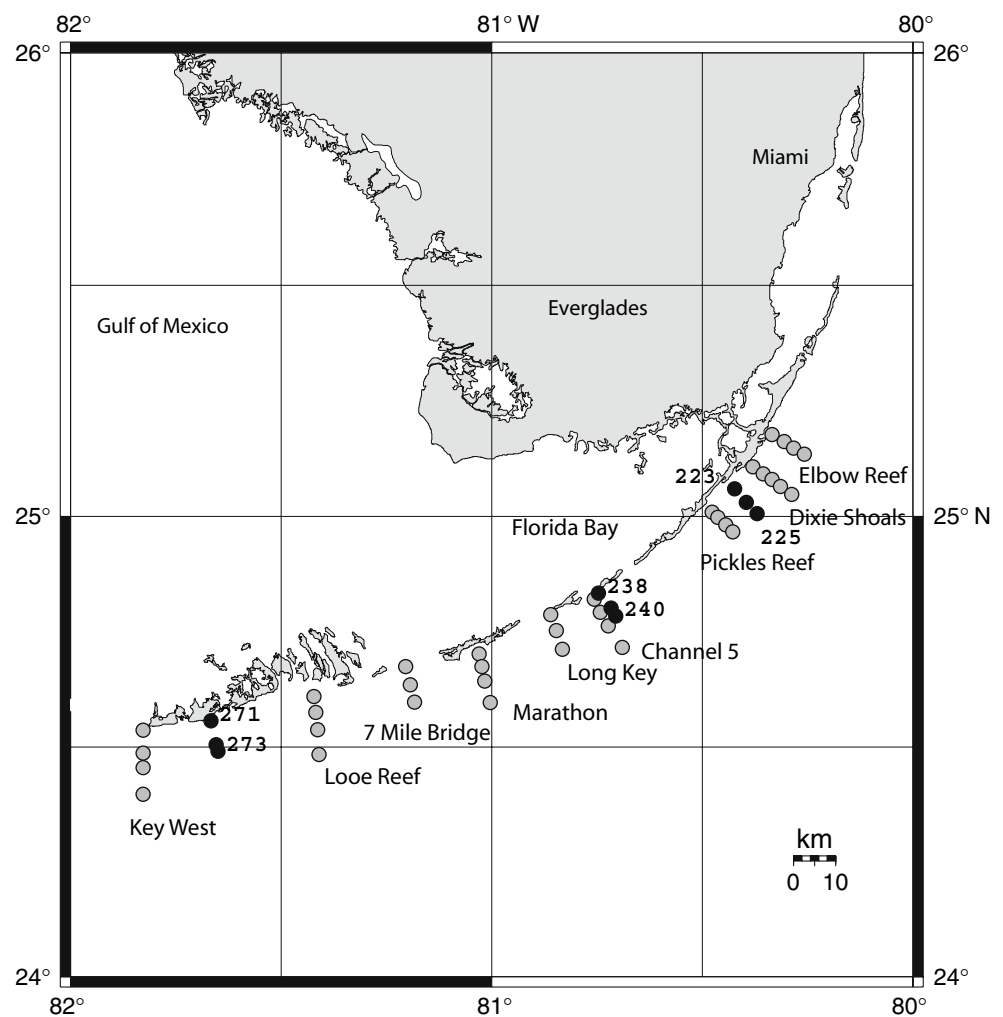 82°
81° W
80°
26°
26°
Miami
Everglades
Gulf of Mexico
223
Elbow Reef
25°
Florida Bay
Dixie Shoals
25° N
225
Pickles Reef
238
240
Channel 5
Long Key
271
Marathon
7 Mile Bridge
273
Looe Reef
Key West
km
0 10
24°
24°
82°
81°
80°